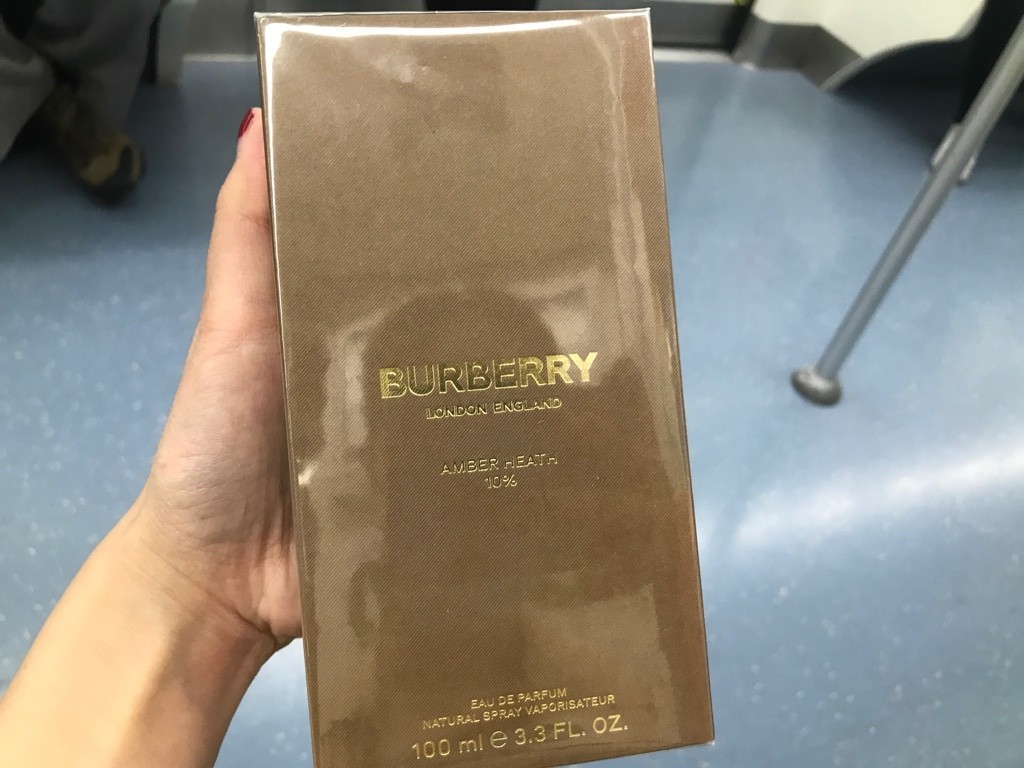 BURBERRY
LONDON ENGLAND
AMBER HEATH
10%
EAU DE PARFUM
NATURAL SPRAY VAPORISATEUR
100 ml ℮ 3.3 FL. OZ.